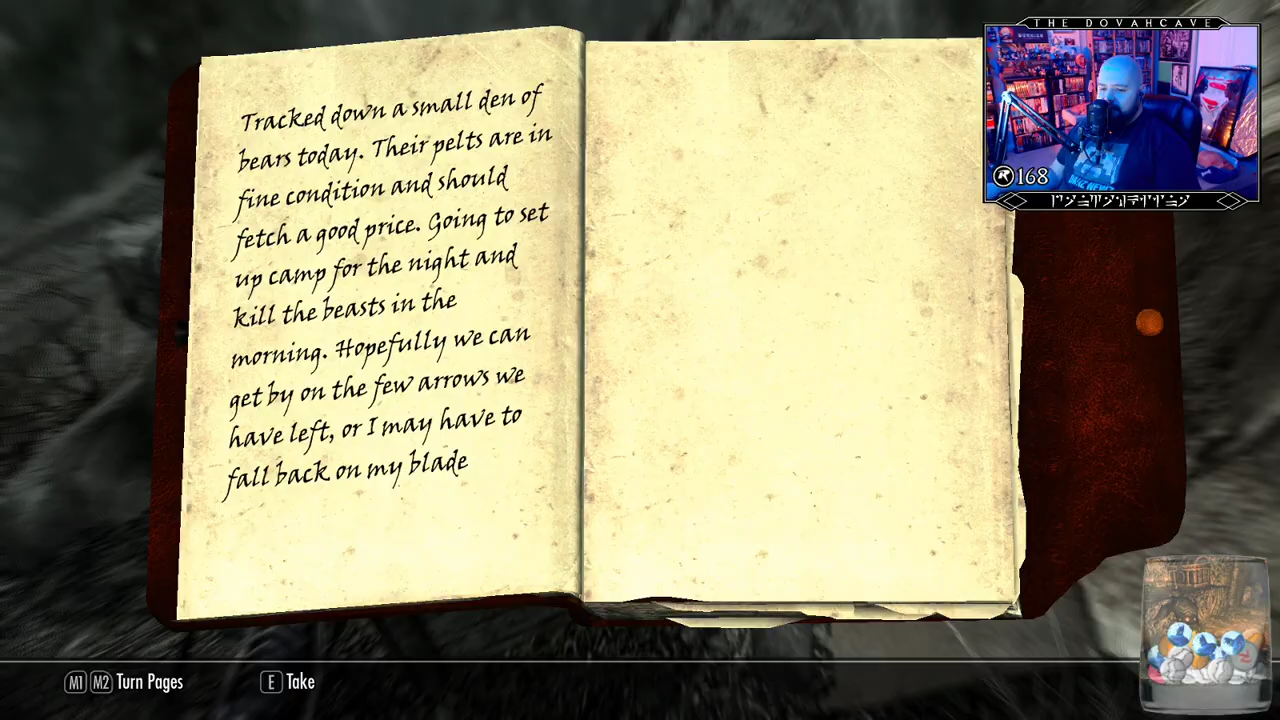 THE DOVAHCAVE
168
Tracked down a small den of
bears today. Their pelts are in
fine condition and should
fetch a good price. Going to set
up camp for the night and
kill the beasts in the
morning. Hopefully we can
get by on the few arrows we
have left, or I may have to
fall back on my blade
M1 M2 Turn Pages
E Take